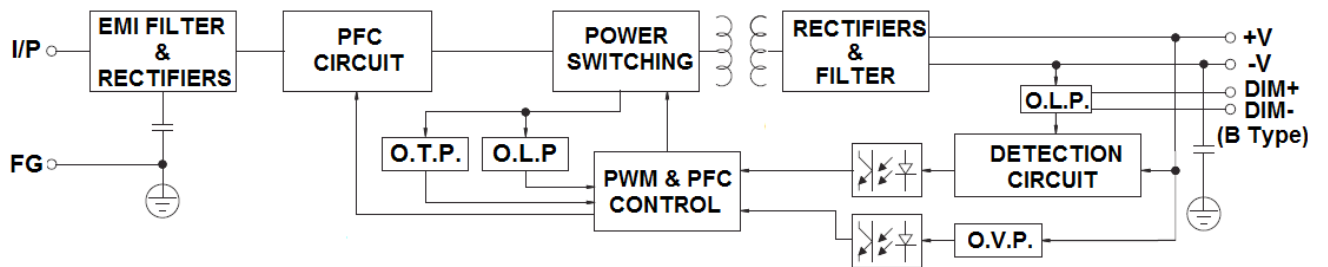 I/P
EMI FILTER
&
RECTIFIERS
PFC
CIRCUIT
POWER
SWITCHING
RECTIFIERS
&
FILTER
+V
-V
DIM+
DIM-
(B Type)
O.L.P.
FG
O.T.P.
O.L.P
PWM & PFC
CONTROL
DETECTION
CIRCUIT
O.V.P.